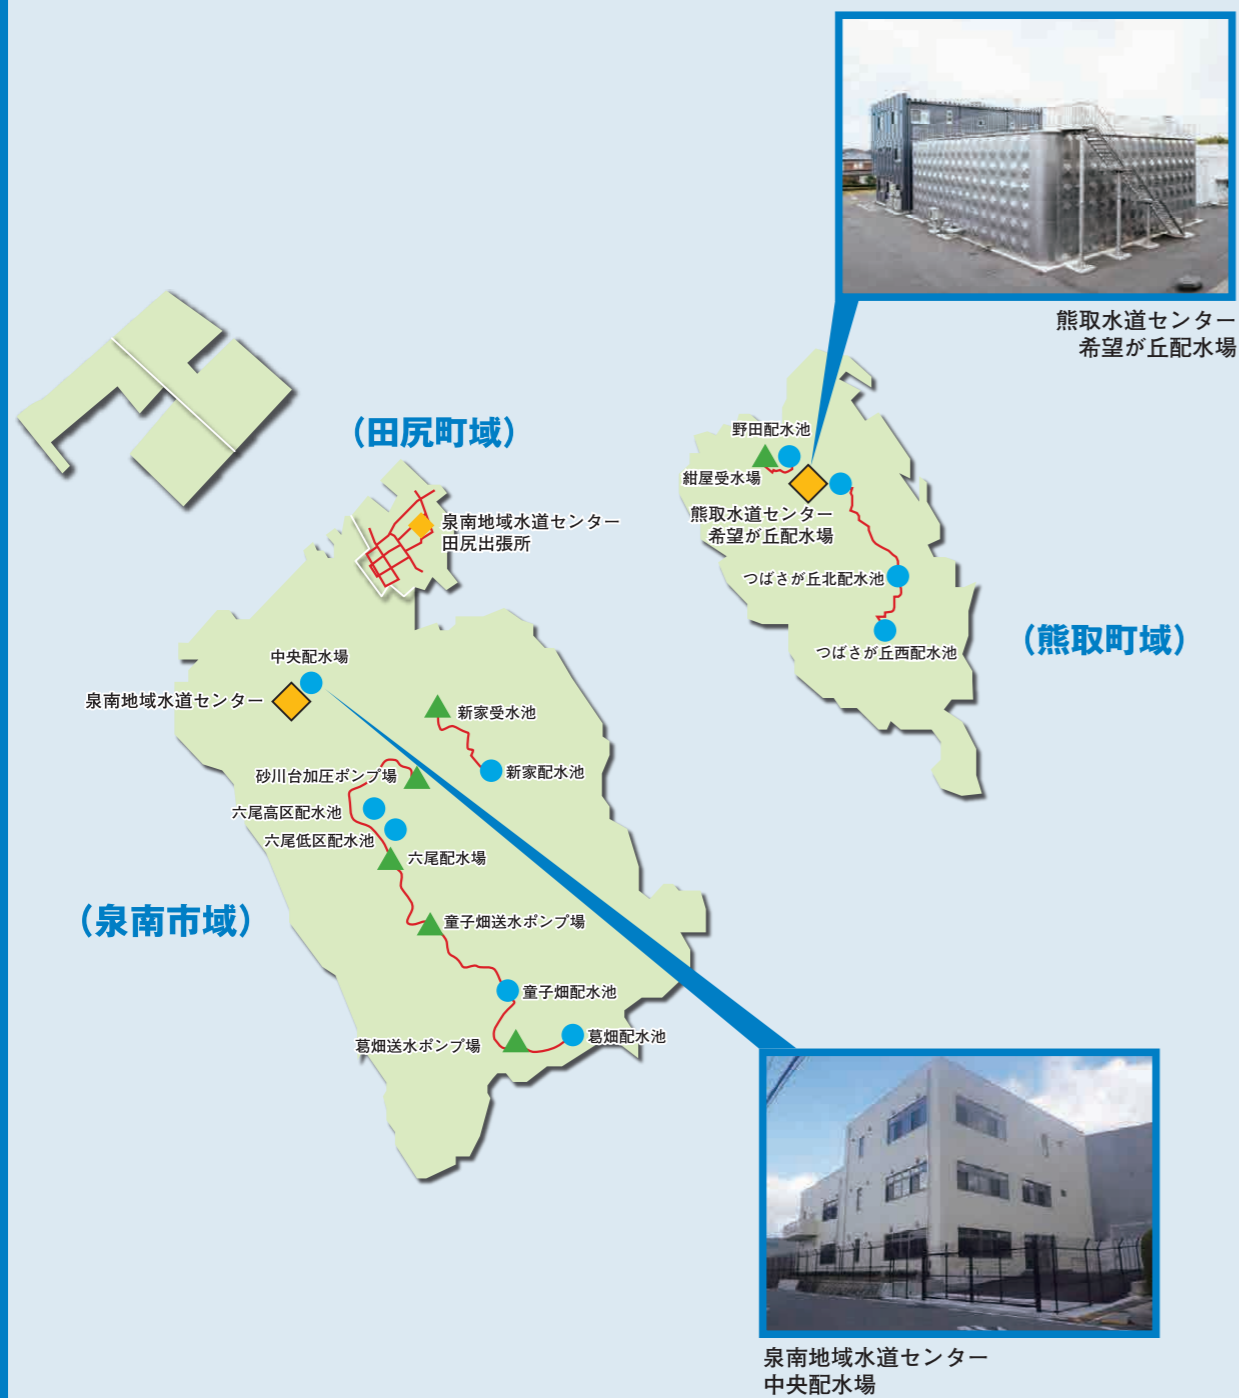 熊取水道センター
希望が丘配水場
（田尻町域）
野田配水池
紺屋受水場
熊取水道センター
希望が丘配水場
泉南地域水道センター
田尻出張所
つばさが丘北配水池
（熊取町域）
つばさが丘西配水池
中央配水場
泉南地域水道センター
新家受水池
新家配水池
砂川台加圧ポンプ場
六尾高区配水池
六尾低区配水池
六尾配水場
（泉南市域）
童子畑送水ポンプ場
童子畑配水池
葛畑配水池
葛畑送水ポンプ場
泉南地域水道センター
中央配水場